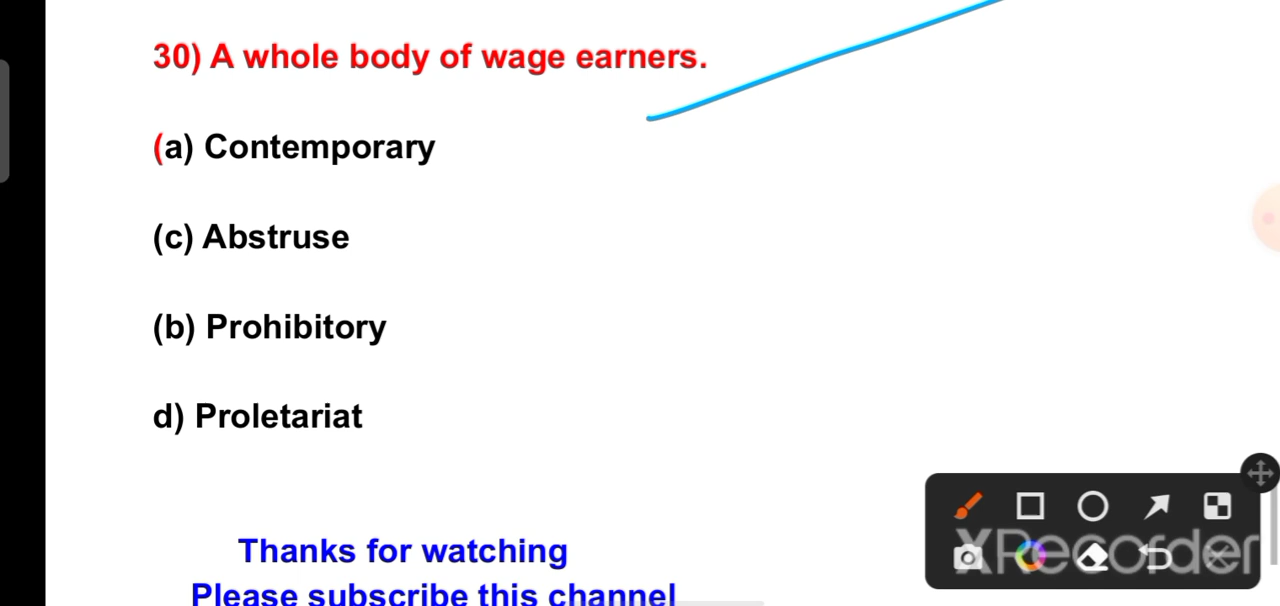 30) A whole body of wage earners.
(a) Contemporary
(c) Abstruse
(b) Prohibitory
d) Proletariat
Thanks for watching
Please subscribe this channel
XRecorder